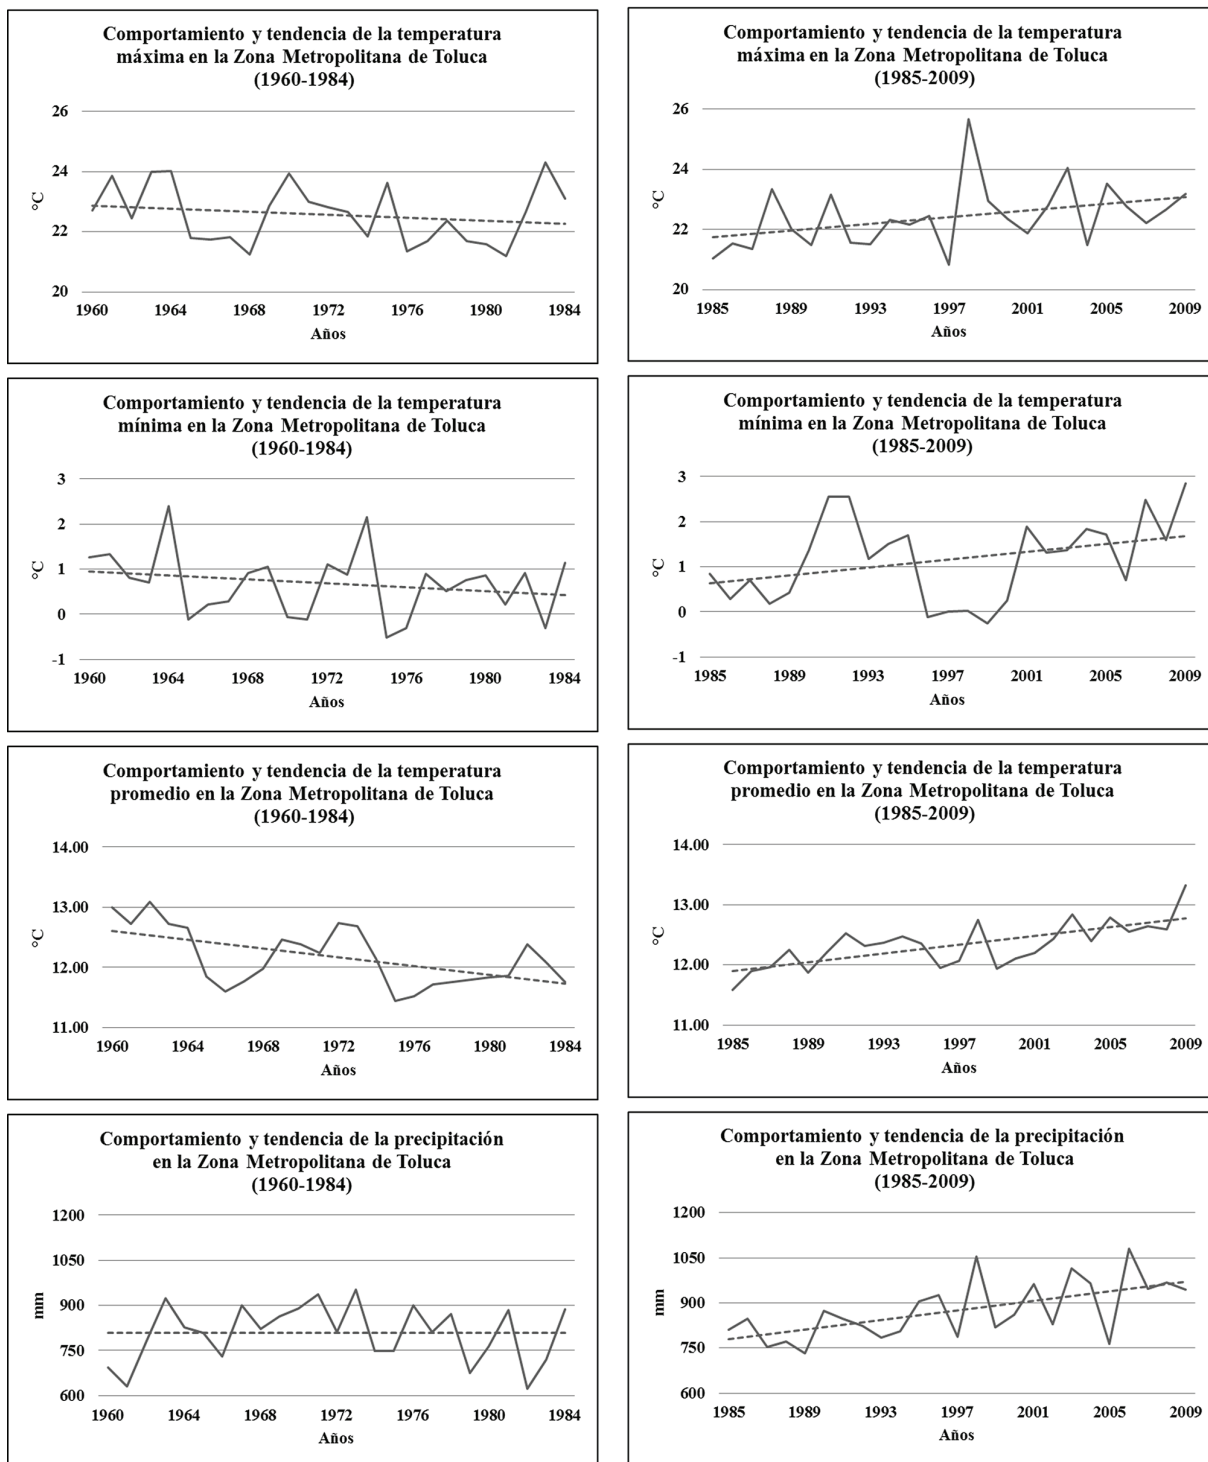 Comportamiento y tendencia de la temperatura
máxima en la Zona Metropolitana de Toluca
(1960-1984)
26
24
22
20
°C
1960 1964 1968 1972 1976 1980 1984
Años
Comportamiento y tendencia de la temperatura
máxima en la Zona Metropolitana de Toluca
(1985-2009)
26
24
22
20
°C
1985 1989 1993 1997 2001 2005 2009
Años
Comportamiento y tendencia de la temperatura
mínima en la Zona Metropolitana de Toluca
(1960-1984)
3
2
1
0
-1
°C
1960 1964 1968 1972 1976 1980 1984
Años
Comportamiento y tendencia de la temperatura
mínima en la Zona Metropolitana de Toluca
(1985-2009)
3
2
1
0
-1
°C
1985 1989 1993 1997 2001 2005 2009
Años
Comportamiento y tendencia de la temperatura
promedio en la Zona Metropolitana de Toluca
(1960-1984)
14.00
13.00
12.00
11.00
°C
1960 1964 1968 1972 1976 1980 1984
Años
Comportamiento y tendencia de la temperatura
promedio en la Zona Metropolitana de Toluca
(1985-2009)
14.00
13.00
12.00
11.00
°C
1985 1989 1993 1997 2001 2005 2009
Años
Comportamiento y tendencia de la precipitación
en la Zona Metropolitana de Toluca
(1960-1984)
1200
1050
900
750
600
mm
1960 1964 1968 1972 1976 1980 1984
Años
Comportamiento y tendencia de la precipitación
en la Zona Metropolitana de Toluca
(1985-2009)
1200
1050
900
750
600
mm
1985 1989 1993 1997 2001 2005 2009
Años